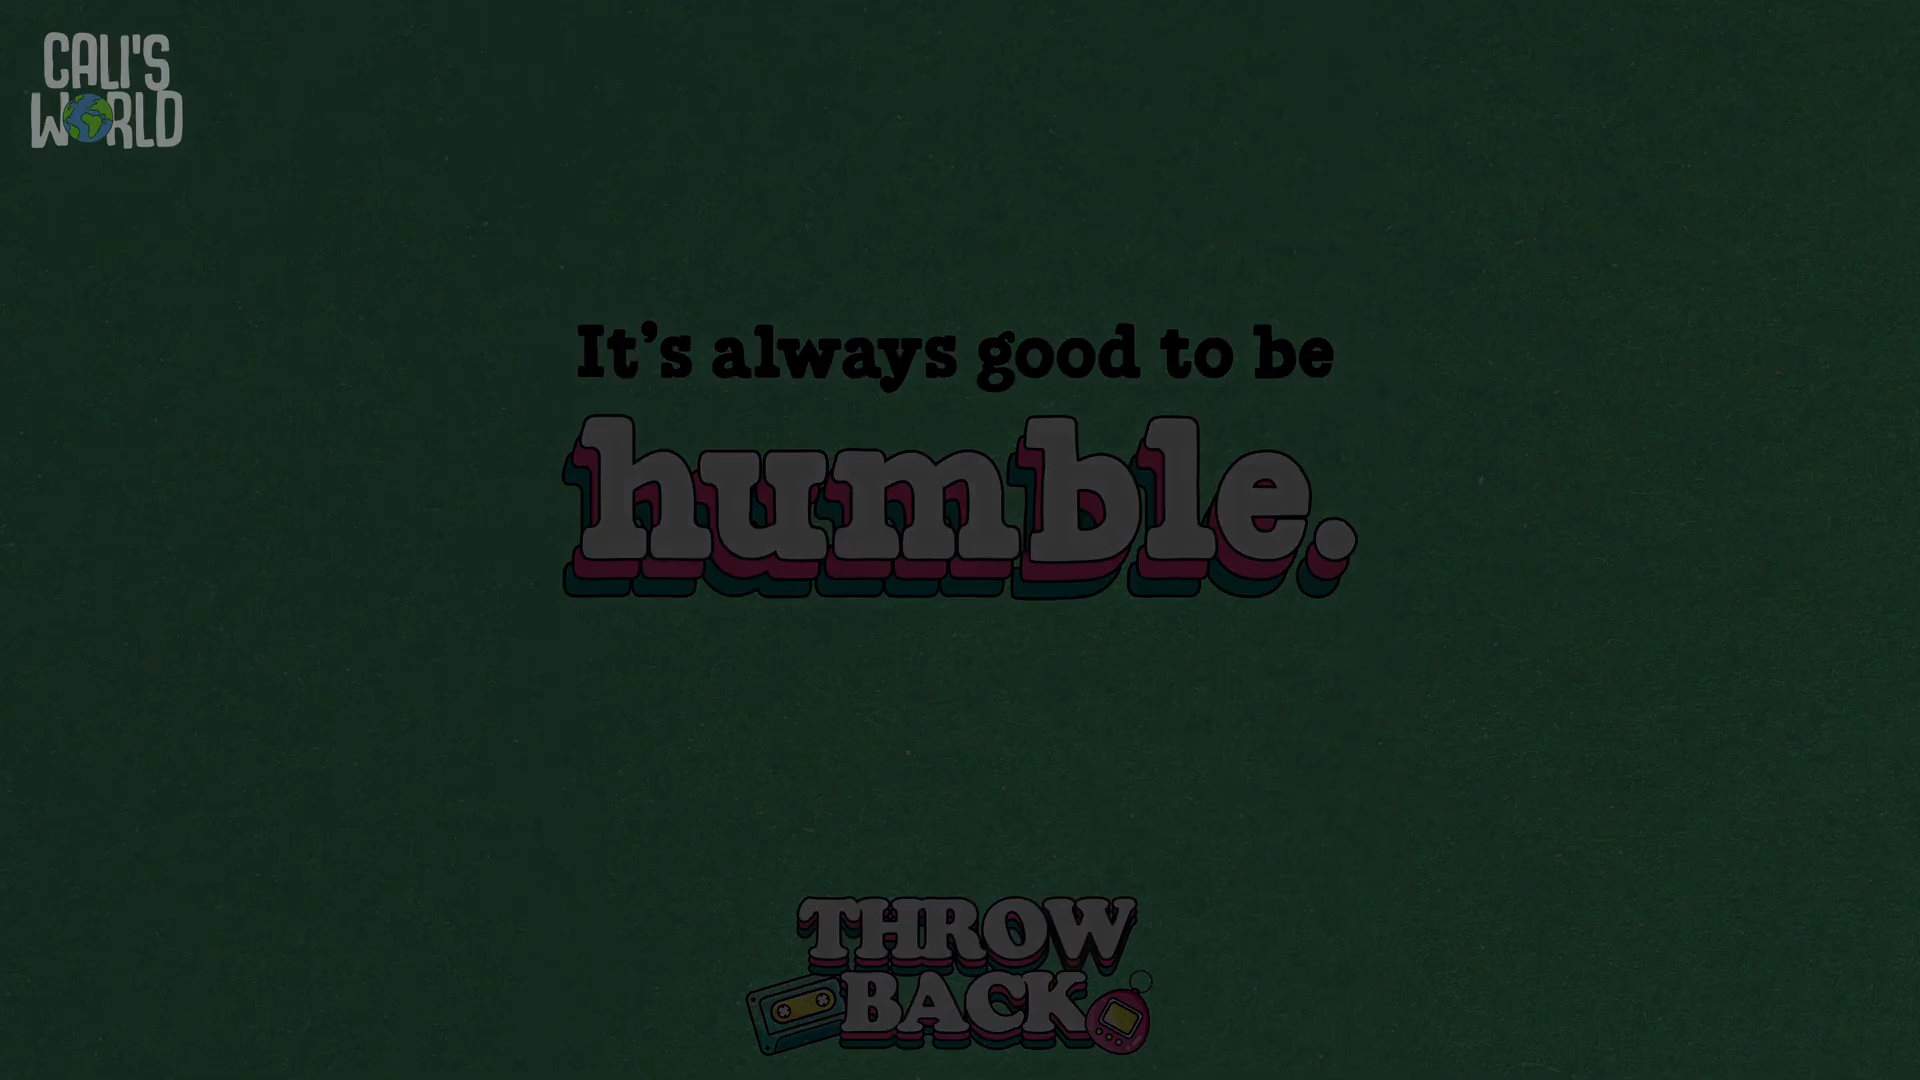 CALI'S
WORLD
It’s always good to be
humble.
THROW
BACK